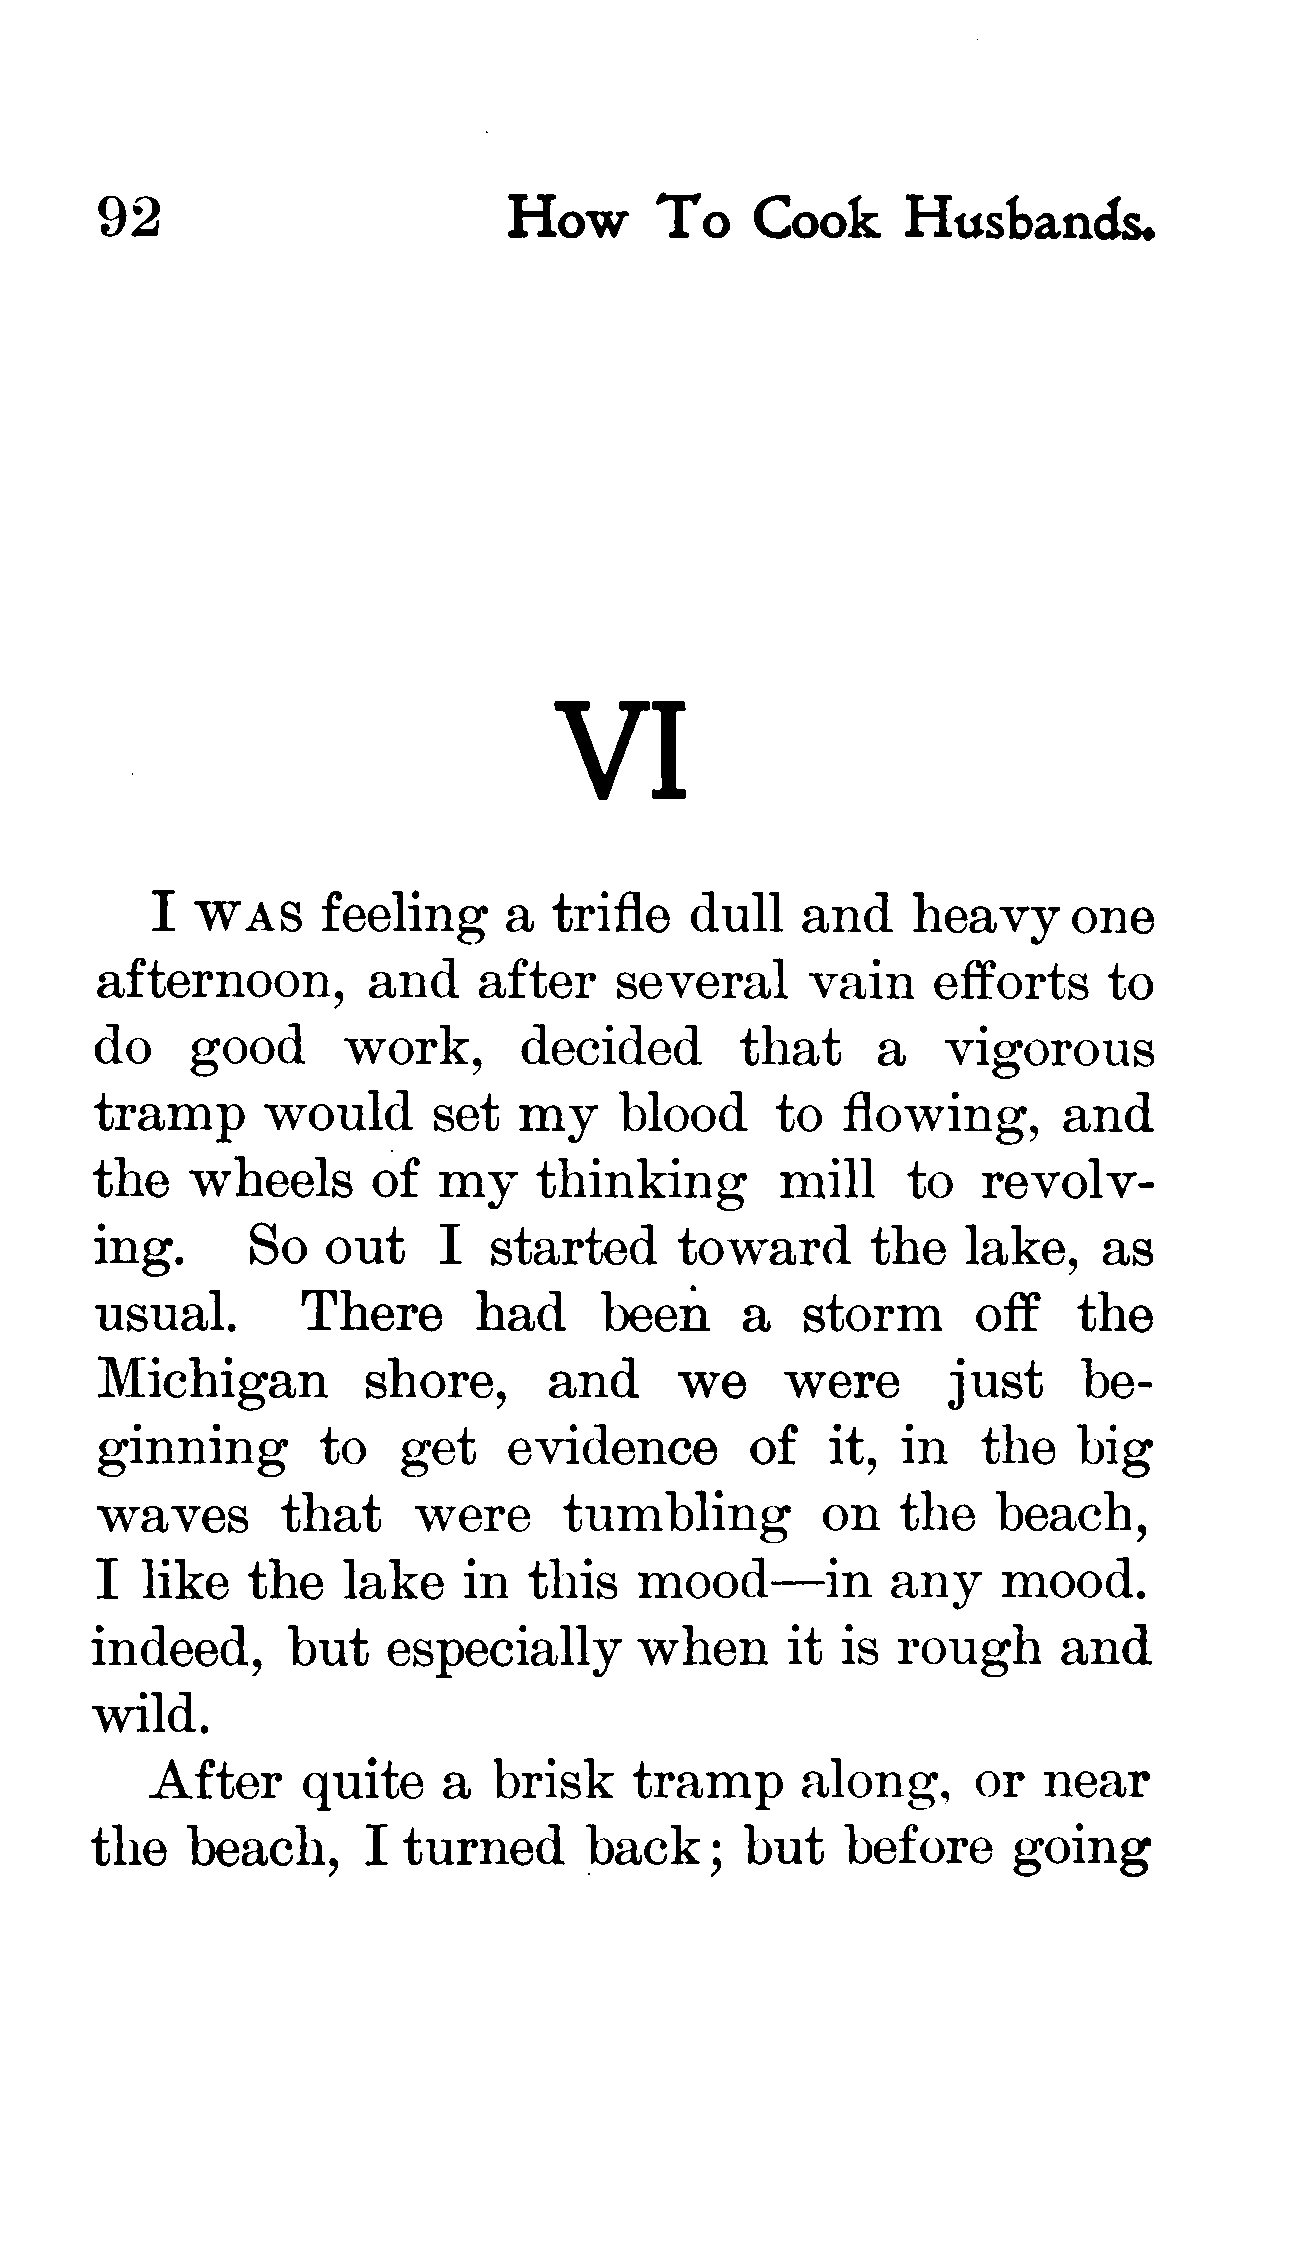 92 How To Cook Husbands.
VI
I WAS feeling a trifle dull and heavy one
afternoon, and after several vain efforts to
do good work, decided that a vigorous
tramp would set my blood to flowing, and
the wheels of my thinking mill to revolv-
ing. So out I started toward the lake, as
usual. There had been a storm off the
Michigan shore, and we were just be-
ginning to get evidence of it, in the big
waves that were tumbling on the beach,
I like the lake in this mood—in any mood.
indeed, but especially when it is rough and
wild.
After quite a brisk tramp along, or near
the beach, I turned back; but before going